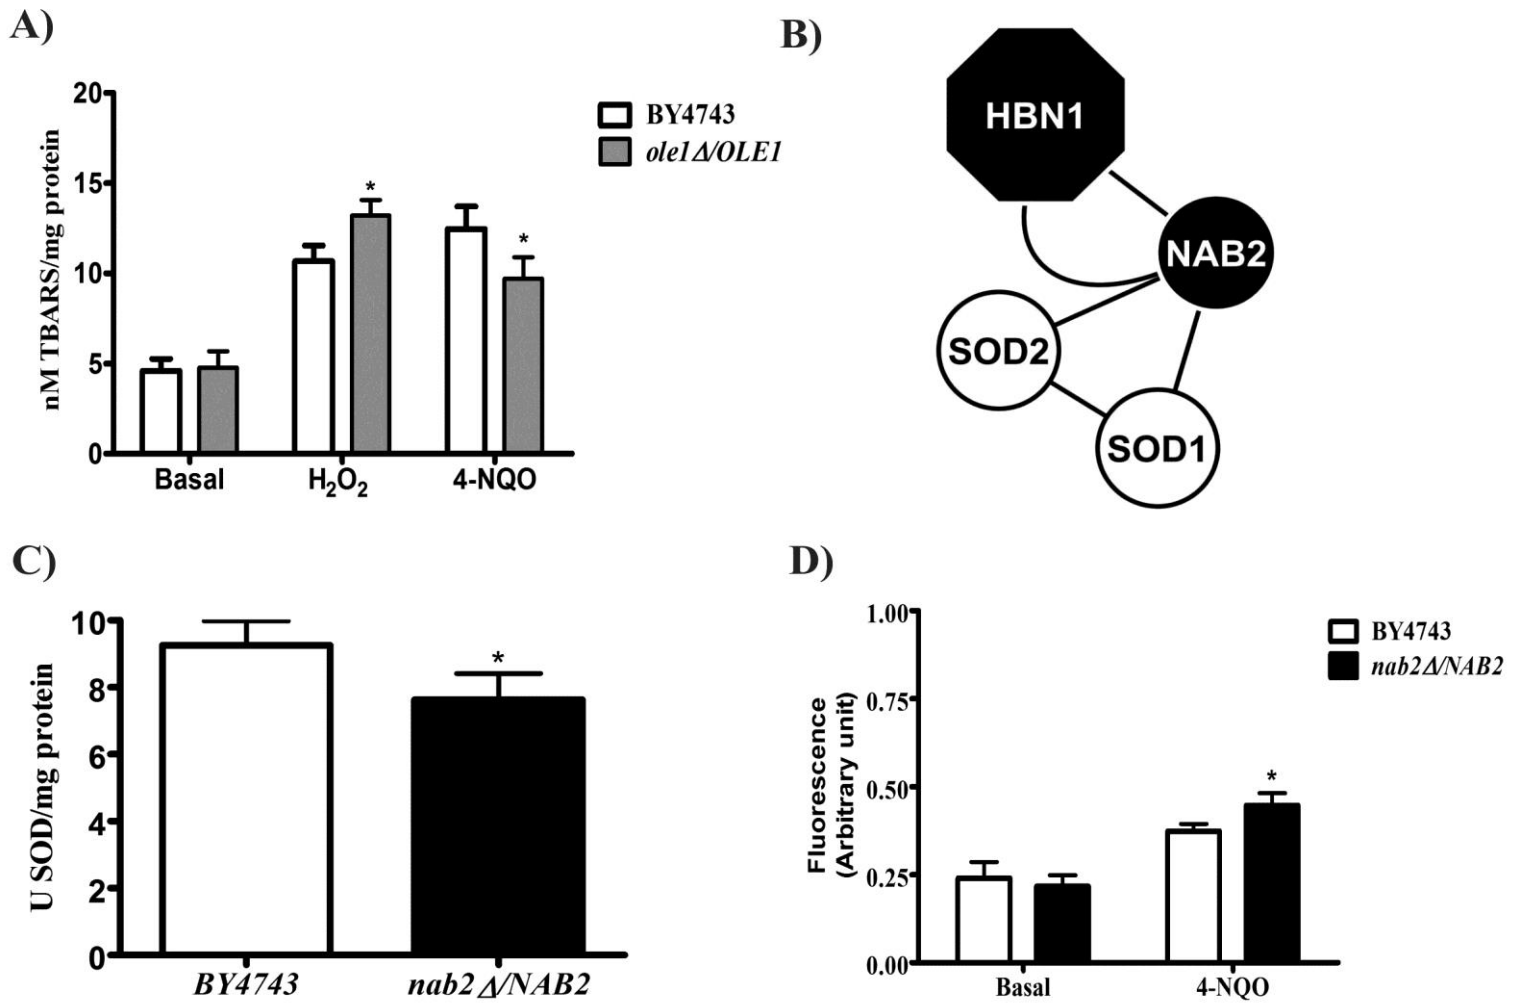 A)
20
15
10
5
0
nM TBARS/mg protein
Basal
H₂O₂
4-NQO
*
*
BY4743
ole1Δ/OLE1
B)
HBN1
NAB2
SOD2
SOD1
C)
10
8
6
4
2
0
U SOD/mg protein
*
BY4743
nab2Δ/NAB2
D)
1.00
0.75
0.50
0.25
0.00
Fluorescence
(Arbitrary unit)
*
Basal
4-NQO
BY4743
nab2Δ/NAB2